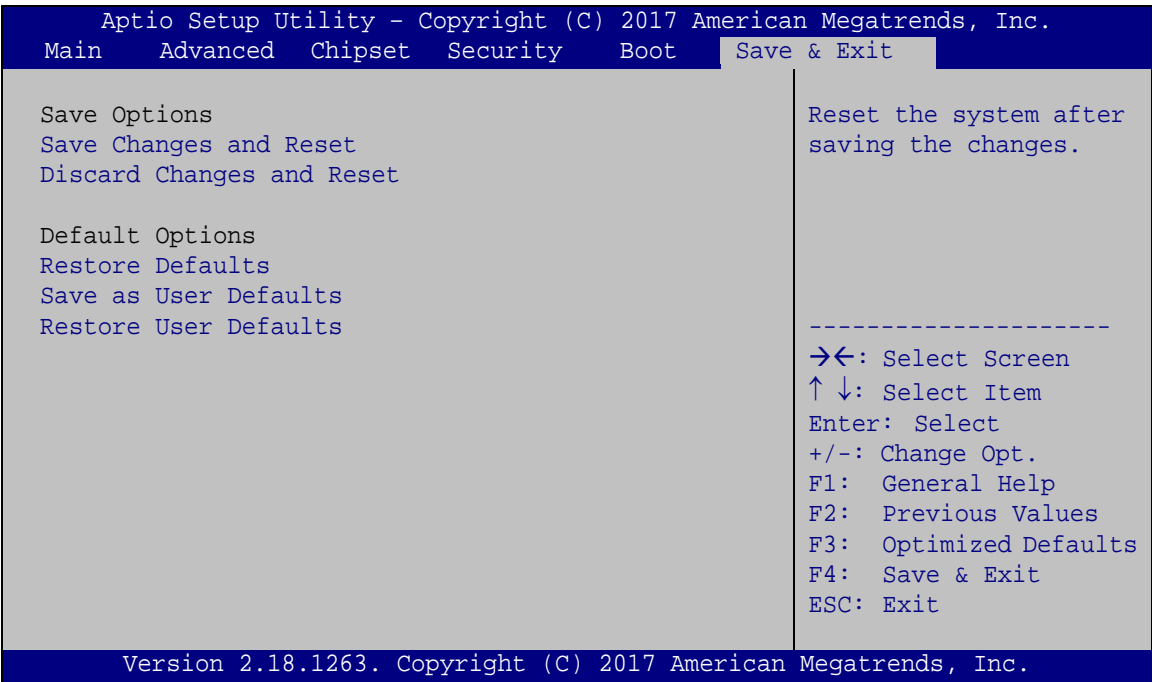 Aptio Setup Utility – Copyright (C) 2017 American Megatrends, Inc.
Main Advanced Chipset Security Boot Save & Exit
Save Options
Save Changes and Reset
Discard Changes and Reset
Default Options
Restore Defaults
Save as User Defaults
Restore User Defaults
Reset the system after
saving the changes.
---------------------
→←: Select Screen
↑ ↓: Select Item
Enter: Select
+/-: Change Opt.
F1: General Help
F2: Previous Values
F3: Optimized Defaults
F4: Save & Exit
ESC: Exit
Version 2.18.1263. Copyright (C) 2017 American Megatrends, Inc.